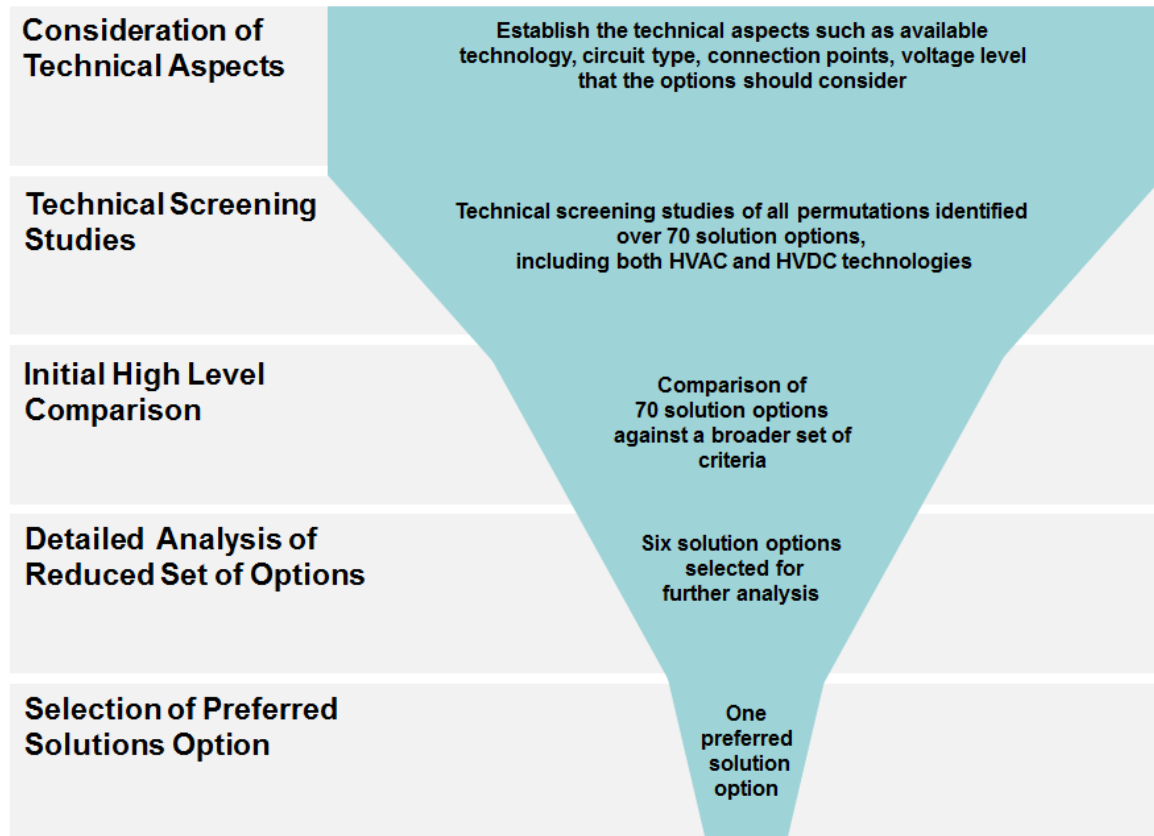 Consideration of
Technical Aspects
Establish the technical aspects such as available
technology, circuit type, connection points, voltage level
that the options should consider
Technical Screening
Studies
Technical screening studies of all permutations identified
over 70 solution options,
including both HVAC and HVDC technologies
Initial High Level
Comparison
Comparison of
70 solution options
against a broader set of
criteria
Detailed Analysis of
Reduced Set of Options
Six solution options
selected for
further analysis
Selection of Preferred
Solutions Option
One
preferred
solution
option